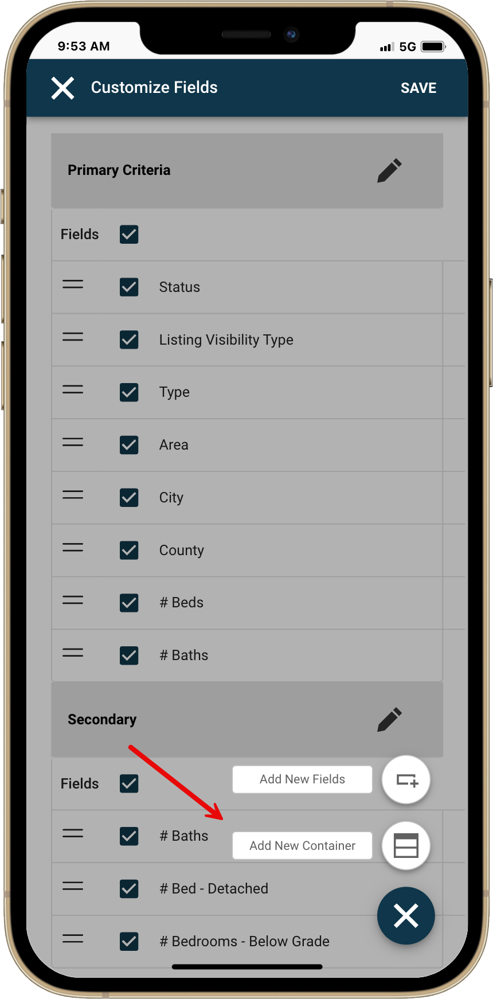 9:53 AM
5G
Customize Fields
SAVE
Primary Criteria
Fields
Status
Listing Visibility Type
Type
Area
City
County
# Beds
# Baths
Secondary
Fields
Add New Fields
# Baths
Add New Container
# Bed - Detached
# Bedrooms - Below Grade